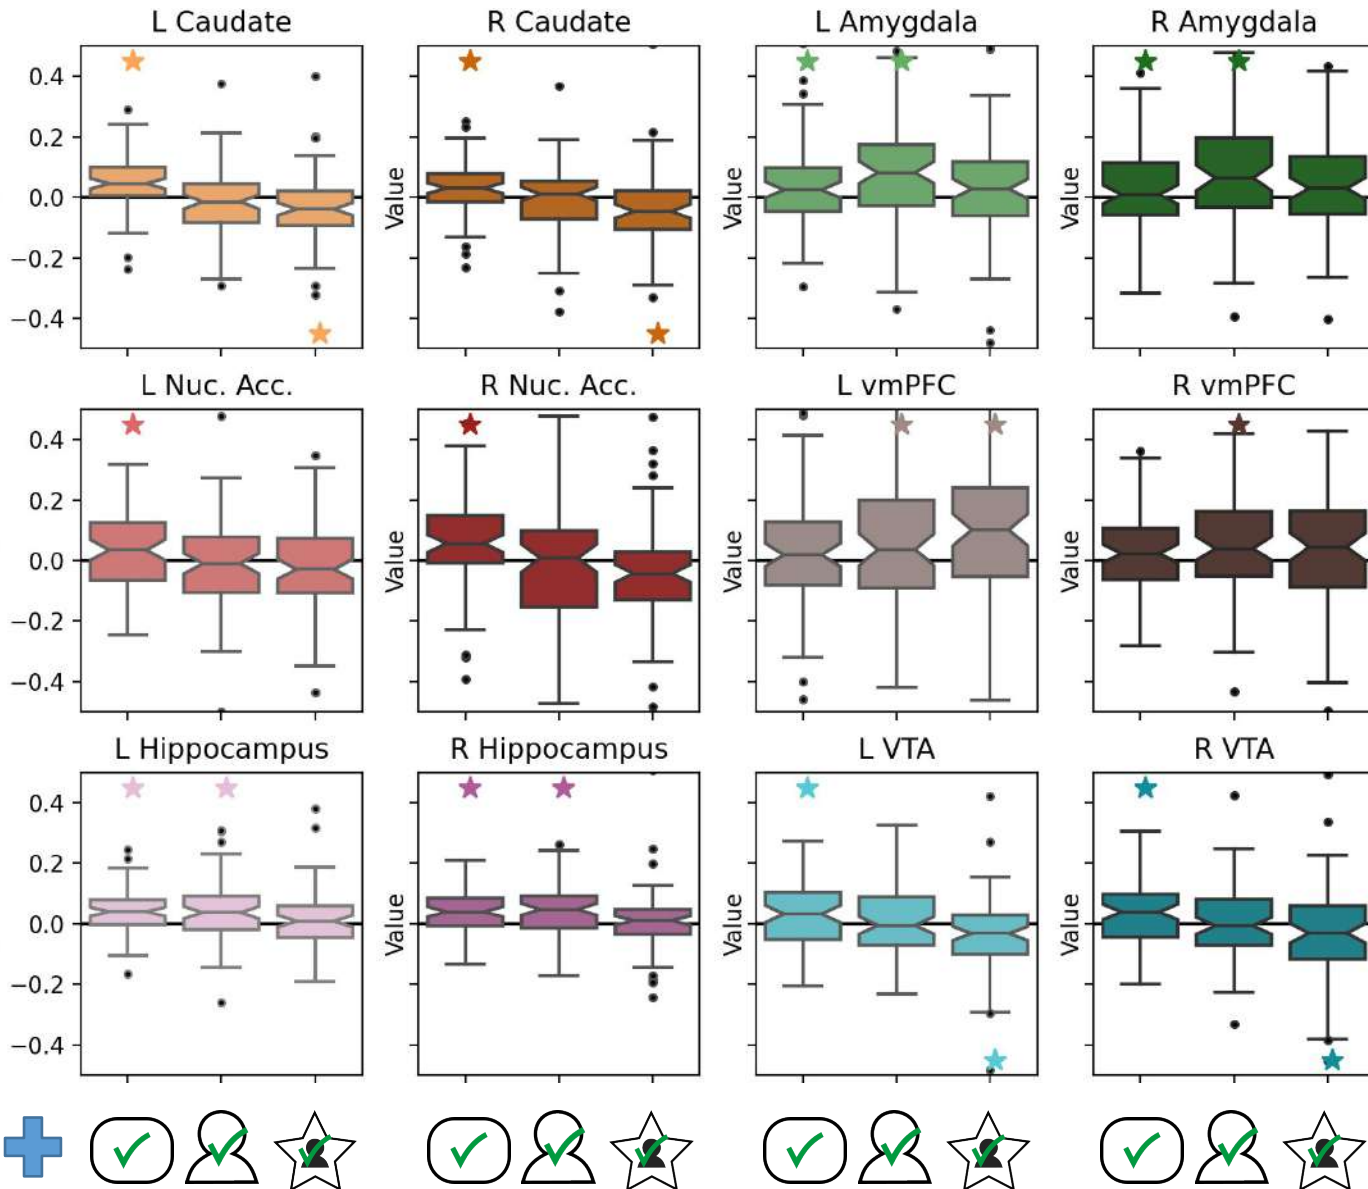 L Caudate R Caudate L Amygdala R Amygdala
0.4
0.2
0.0
−0.2
−0.4
Value
Value
Value
L Nuc. Acc. R Nuc. Acc. L vmPFC R vmPFC
0.4
0.2
0.0
−0.2
−0.4
Value
Value
Value
L Hippocampus R Hippocampus L VTA R VTA
0.4
0.2
0.0
−0.2
−0.4
Value
Value
Value